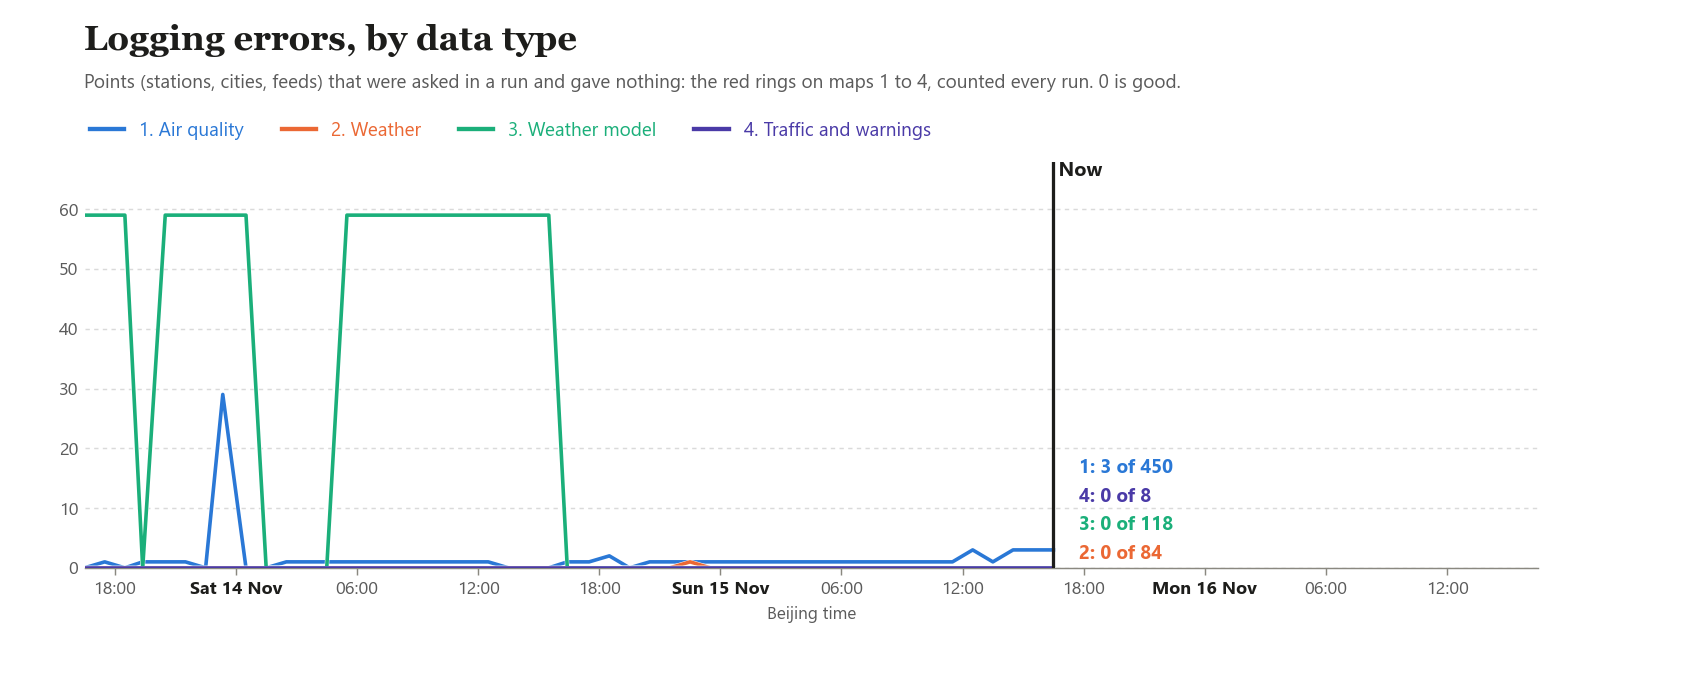 Logging errors, by data type
Points (stations, cities, feeds) that were asked in a run and gave nothing: the red rings on maps 1 to 4, counted every run. 0 is good.
1. Air quality 2. Weather 3. Weather model 4. Traffic and warnings
Now
60
50
40
30
20
10
0
1: 3 of 450
4: 0 of 8
3: 0 of 118
2: 0 of 84
18:00 Sat 14 Nov 06:00 12:00 18:00 Sun 15 Nov 06:00 12:00 18:00 Mon 16 Nov 06:00 12:00
Beijing time